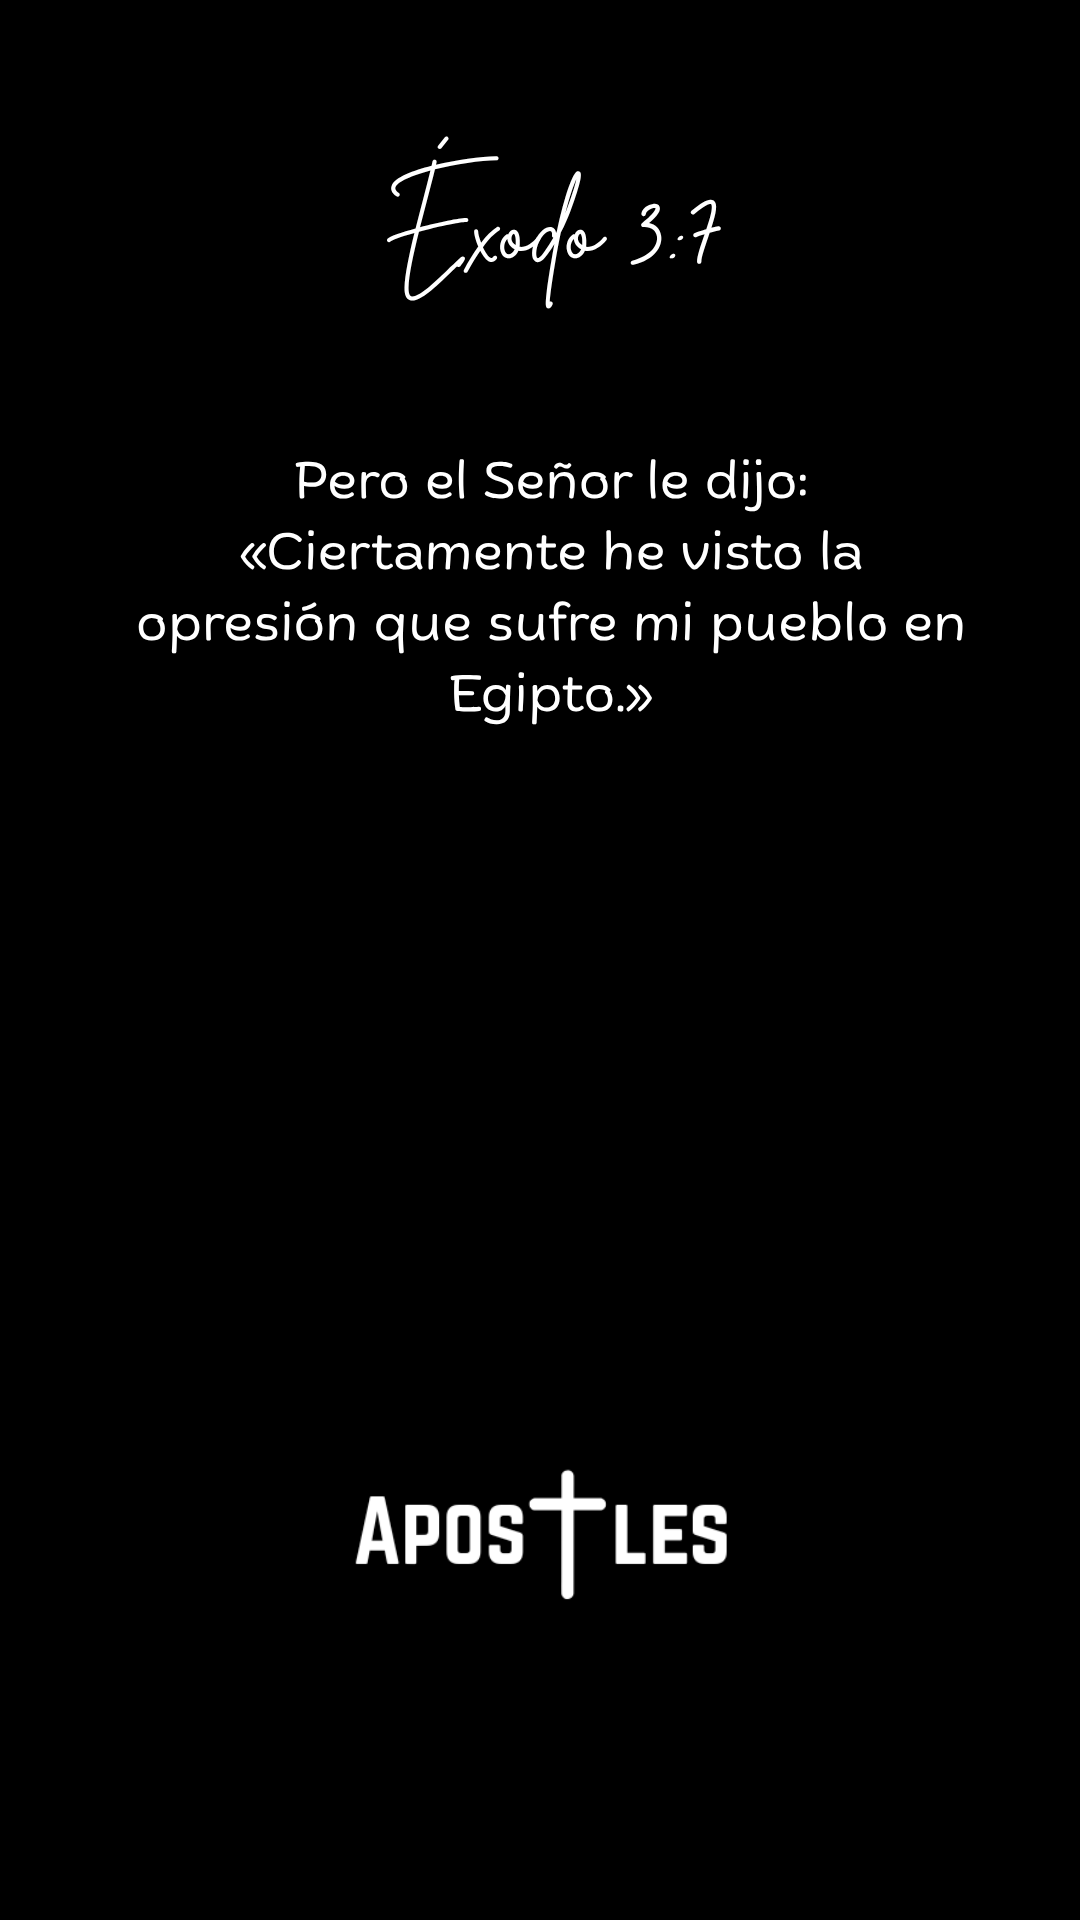 Éxodo 3:7
Pero el Señor le dijo:
«Ciertamente he visto la
opresión que sufre mi pueblo en
Egipto.»
APOSTLES